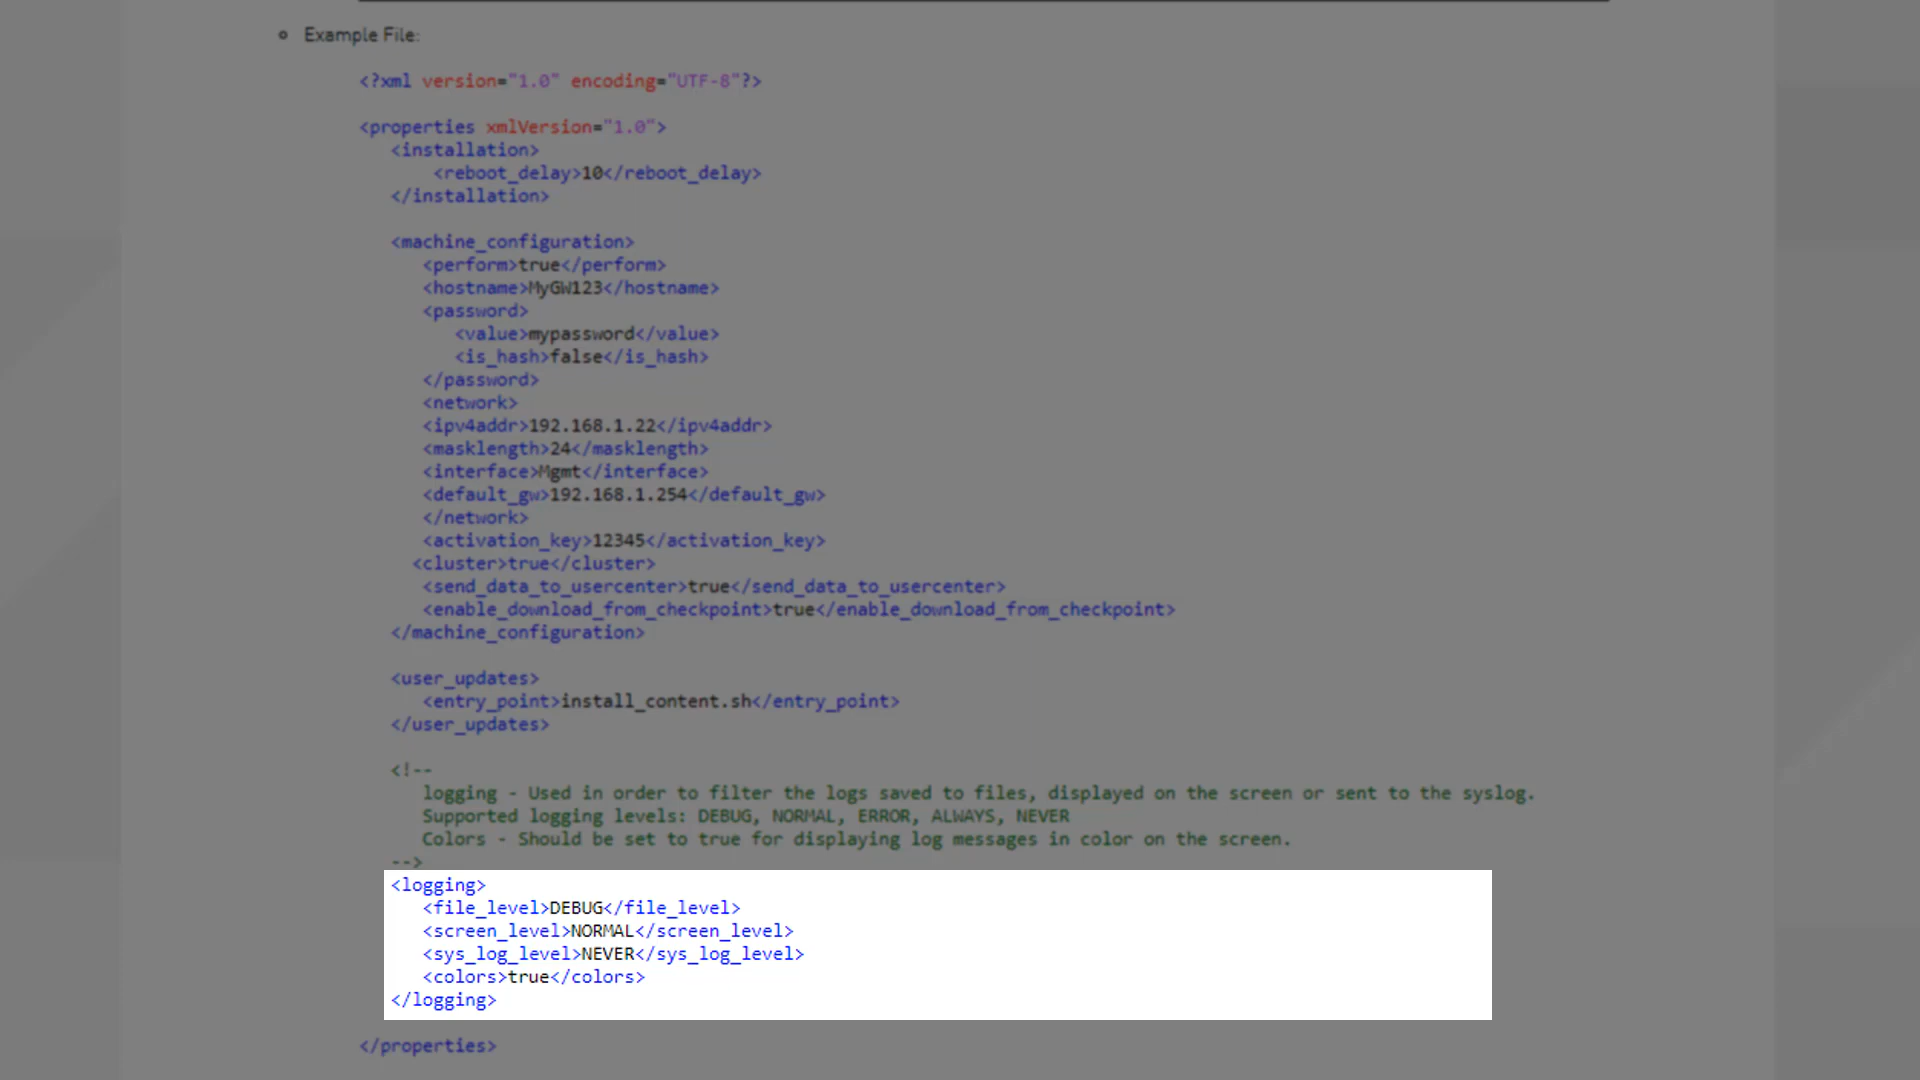 Example File:
<?xml version="1.0" encoding="UTF-8"?>
<properties xmlVersion="1.0">
<installation>
<reboot_delay>10</reboot_delay>
</installation>
<machine_configuration>
<perform>true</perform>
<hostname>MyGW123</hostname>
<password>
<value>mypassword</value>
<is_hash>false</is_hash>
</password>
<network>
<ipv4addr>192.168.1.22</ipv4addr>
<masklength>24</masklength>
<interface>Mgmt</interface>
<default_gw>192.168.1.254</default_gw>
</network>
<activation_key>12345</activation_key>
<cluster>true</cluster>
<send_data_to_usercenter>true</send_data_to_usercenter>
<enable_download_from_checkpoint>true</enable_download_from_checkpoint>
</machine_configuration>
<user_updates>
<entry_point>install_content.sh</entry_point>
</user_updates>
<!--
logging - Used in order to filter the logs saved to files, displayed on the screen or sent to the syslog.
Supported logging levels: DEBUG, NORMAL, ERROR, ALWAYS, NEVER
Colors - Should be set to true for displaying log messages in color on the screen.
-->
<logging>
<file_level>DEBUG</file_level>
<screen_level>NORMAL</screen_level>
<sys_log_level>NEVER</sys_log_level>
<colors>true</colors>
</logging>
</properties>